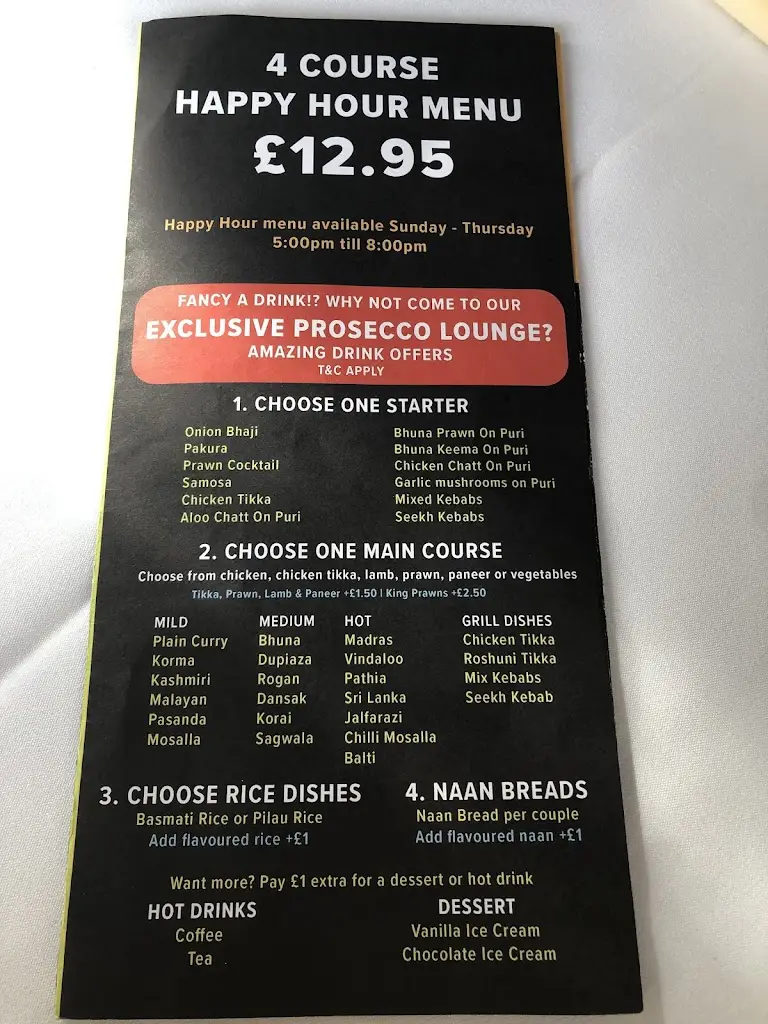 4 COURSE
HAPPY HOUR MENU
£12.95
Happy Hour menu available Sunday - Thursday
5:00pm till 8:00pm
FANCY A DRINK!? WHY NOT COME TO OUR
EXCLUSIVE PROSECCO LOUNGE?
AMAZING DRINK OFFERS
T&C APPLY
1. CHOOSE ONE STARTER
Onion Bhaji
Pakura
Prawn Cocktail
Samosa
Chicken Tikka
Aloo Chatt On Puri
Bhuna Prawn On Puri
Bhuna Keema On Puri
Chicken Chatt On Puri
Garlic mushrooms on Puri
Mixed Kebabs
Seekh Kebabs
2. CHOOSE ONE MAIN COURSE
Choose from chicken, chicken tikka, lamb, prawn, paneer or vegetables
Tikka, Prawn, Lamb & Paneer +£1.50 | King Prawns +£2.50
MILD
Plain Curry
Korma
Kashmiri
Malayan
Pasanda
Mosalla
MEDIUM
Bhuna
Dupiaza
Rogan
Dansak
Korai
Sagwala
HOT
Madras
Vindaloo
Pathia
Sri Lanka
Jalfarazi
Chilli Mosalla
Balti
GRILL DISHES
Chicken Tikka
Roshuni Tikka
Mix Kebabs
Seekh Kebab
3. CHOOSE RICE DISHES
Basmati Rice or Pilau Rice
Add flavoured rice +£1
4. NAAN BREADS
Naan Bread per couple
Add flavoured naan +£1
Want more? Pay £1 extra for a dessert or hot drink
HOT DRINKS
Coffee
Tea
DESSERT
Vanilla Ice Cream
Chocolate Ice Cream